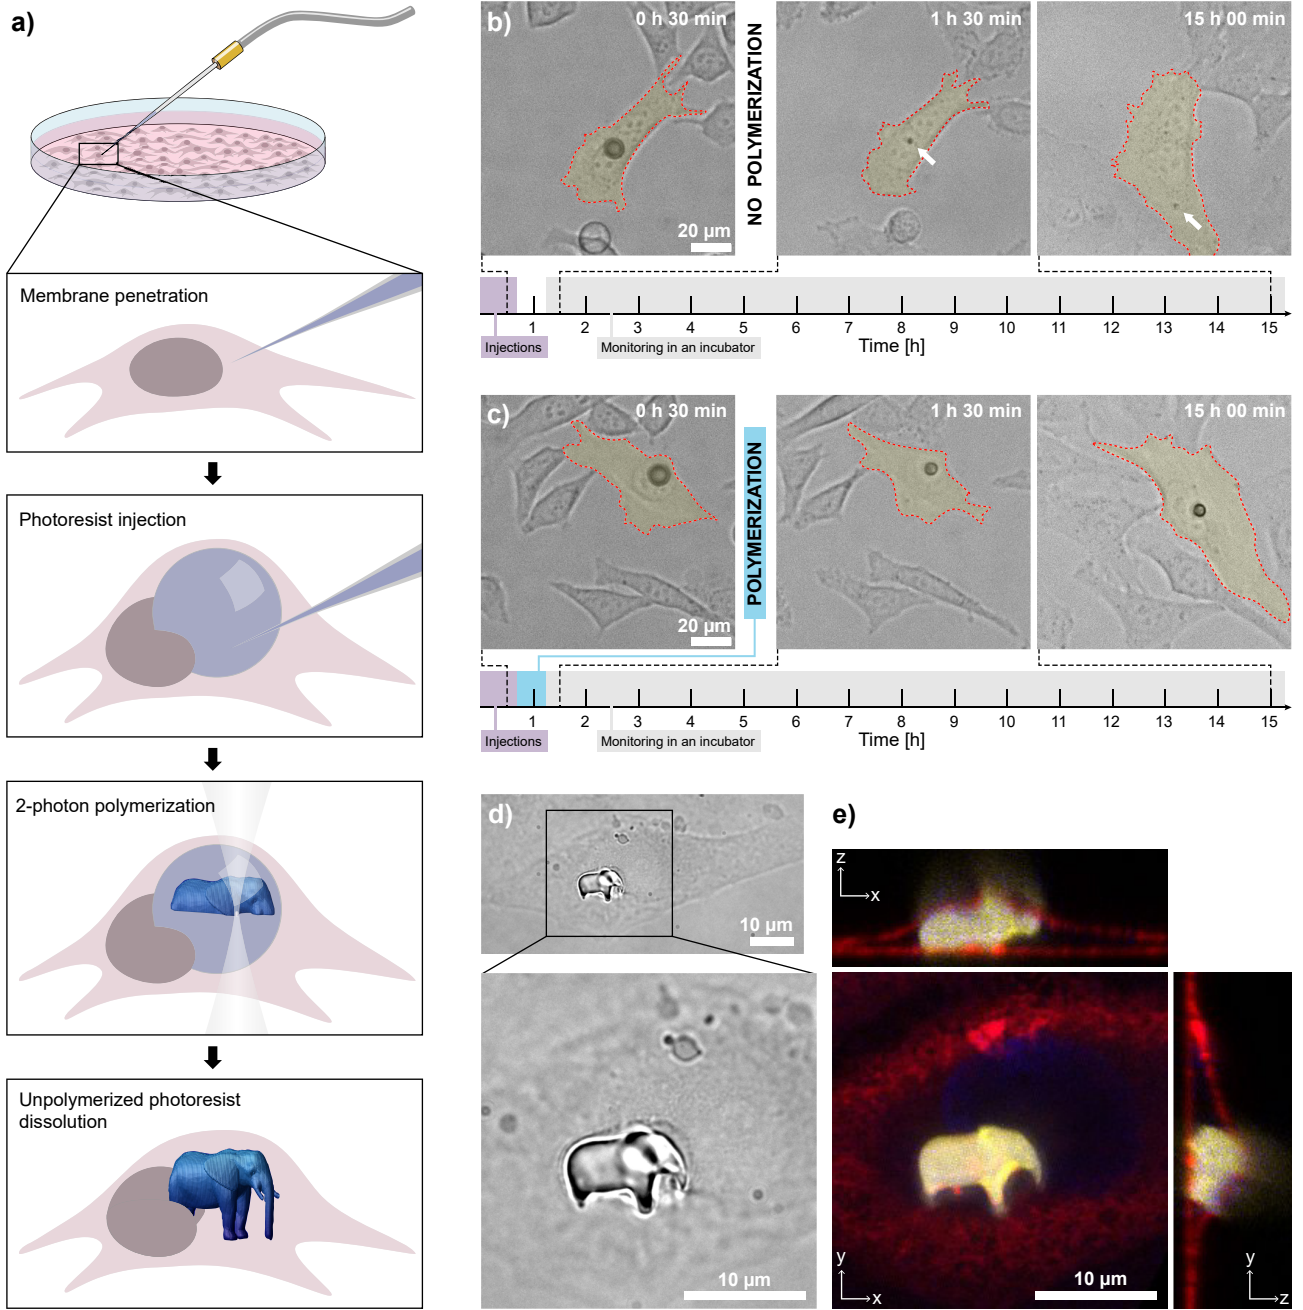 a)
Membrane penetration
Photoresist injection
2-photon polymerization
Unpolymerized photoresist
dissolution
b)
0 h 30 min
20 µm
NO POLYMERIZATION
1 h 30 min
15 h 00 min
1 2 3 4 5 6 7 8 9 10 11 12 13 14 15
Injections
Monitoring in an incubator
Time [h]
c)
0 h 30 min
20 µm
POLYMERIZATION
1 h 30 min
15 h 00 min
1 2 3 4 5 6 7 8 9 10 11 12 13 14 15
Injections
Monitoring in an incubator
Time [h]
d)
10 µm
10 µm
e)
z
x
y
x
10 µm
y
z